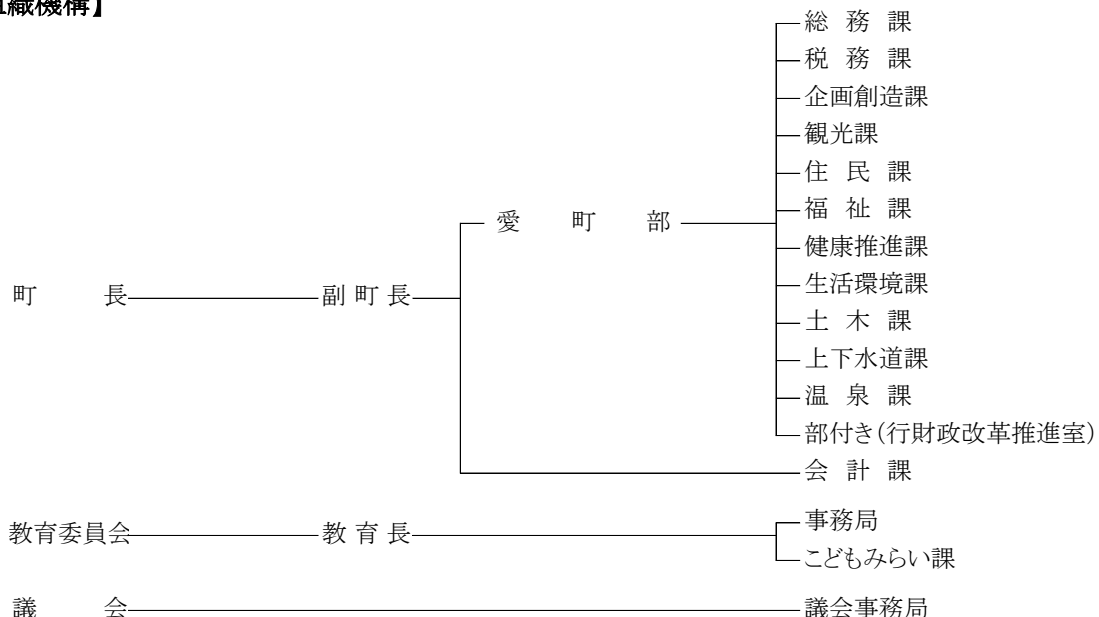 織機構】
総務課
税務課
企画創造課
観光課
住民課
福祉課
愛町部
健康推進課
生活環境課
町長
副町長
土木課
上下水道課
温泉課
部付き(行財政改革推進室)
会計課
事務局
教育委員会
教育長
こどもみらい課
議会
議会事務局